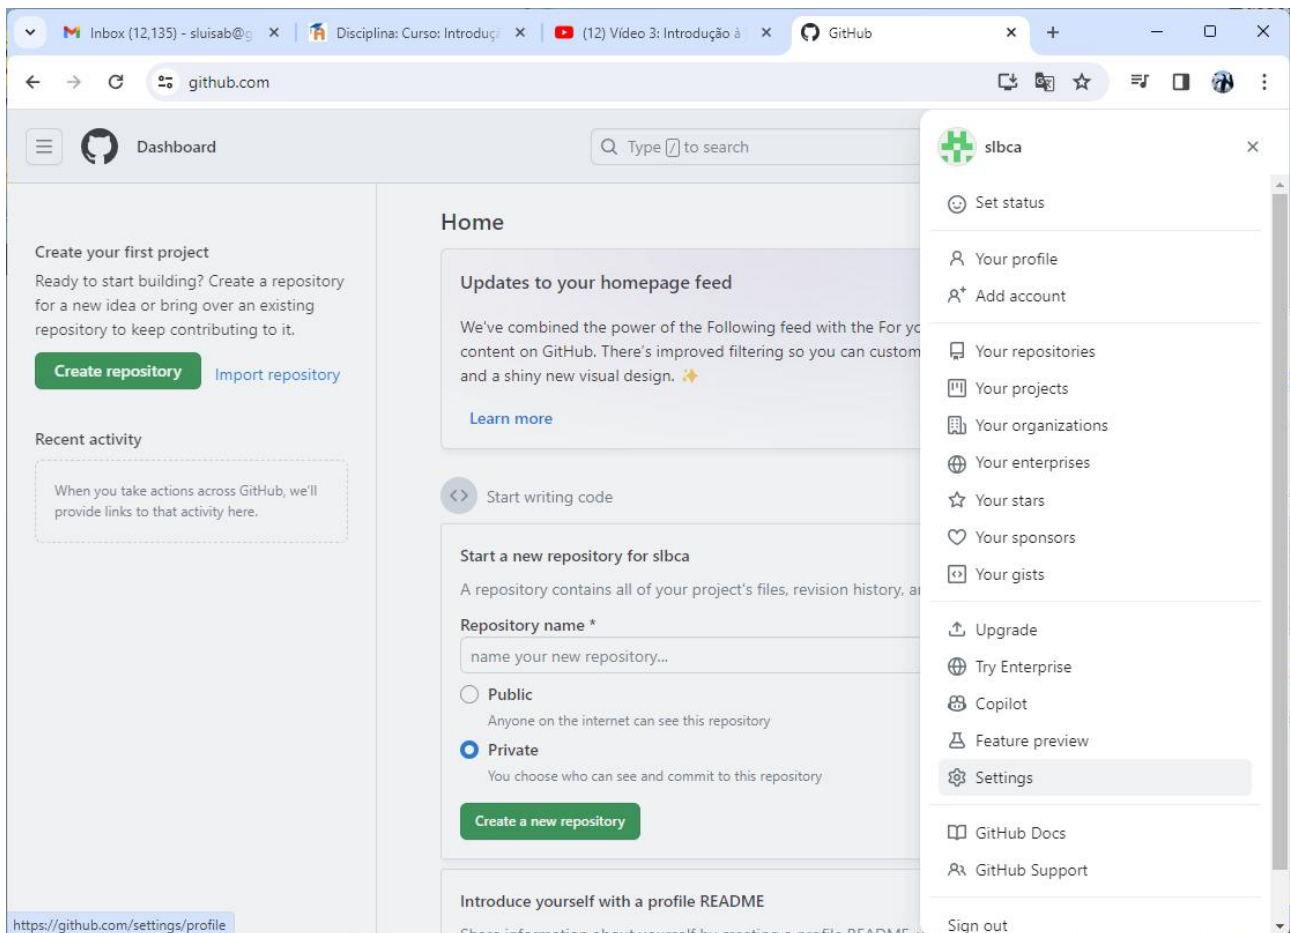 Inbox (12,135) - sluisab@g
Disciplina: Curso: Introduç
(12) Vídeo 3: Introdução à
GitHub
github.com
Dashboard
Type / to search
Create your first project
Ready to start building? Create a repository
for a new idea or bring over an existing
repository to keep contributing to it.
Create repository
Import repository
Recent activity
When you take actions across GitHub, we'll
provide links to that activity here.
Home
Updates to your homepage feed
We've combined the power of the Following feed with the For yo
content on GitHub. There's improved filtering so you can custom
and a shiny new visual design. ✨
Learn more
Start writing code
Start a new repository for slbca
A repository contains all of your project's files, revision history, a
Repository name *
name your new repository...
Public
Anyone on the internet can see this repository
Private
You choose who can see and commit to this repository
Create a new repository
Introduce yourself with a profile README
Share information about yourself by creating a profile README,
slbca
Set status
Your profile
Add account
Your repositories
Your projects
Your organizations
Your enterprises
Your stars
Your sponsors
Your gists
Upgrade
Try Enterprise
Copilot
Feature preview
Settings
GitHub Docs
GitHub Support
Sign out
https://github.com/settings/profile